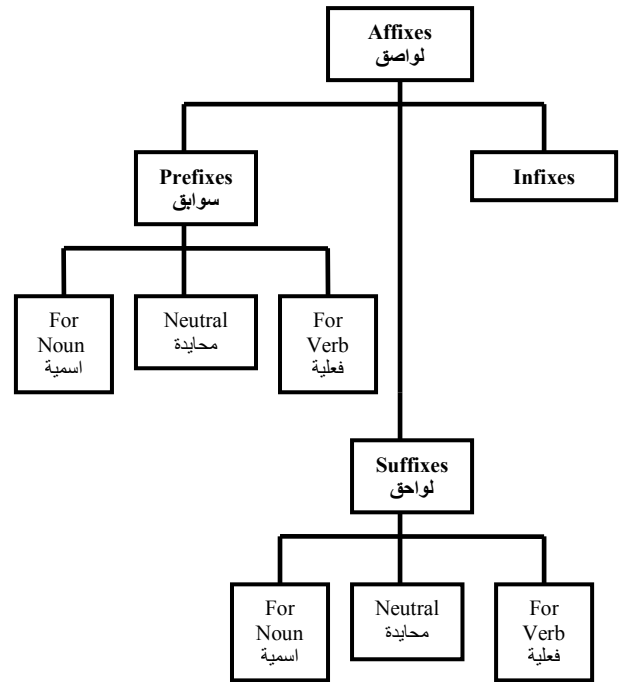 Affixes
لواصق
Prefixes
سوابق
Infixes
For
Noun
اسمية
Neutral
محايدة
For
Verb
فعلية
Suffixes
لواحق
For
Noun
اسمية
Neutral
محايدة
For
Verb
فعلية